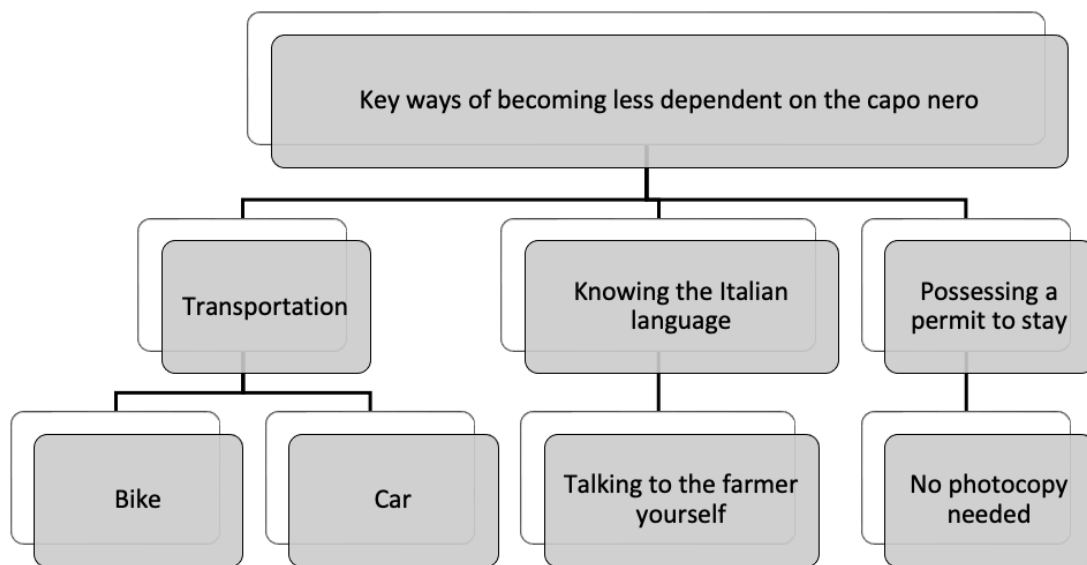 Key ways of becoming less dependent on the capo nero
Transportation
Knowing the Italian
language
Possessing a
permit to stay
Bike
Car
Talking to the farmer
yourself
No photocopy
needed